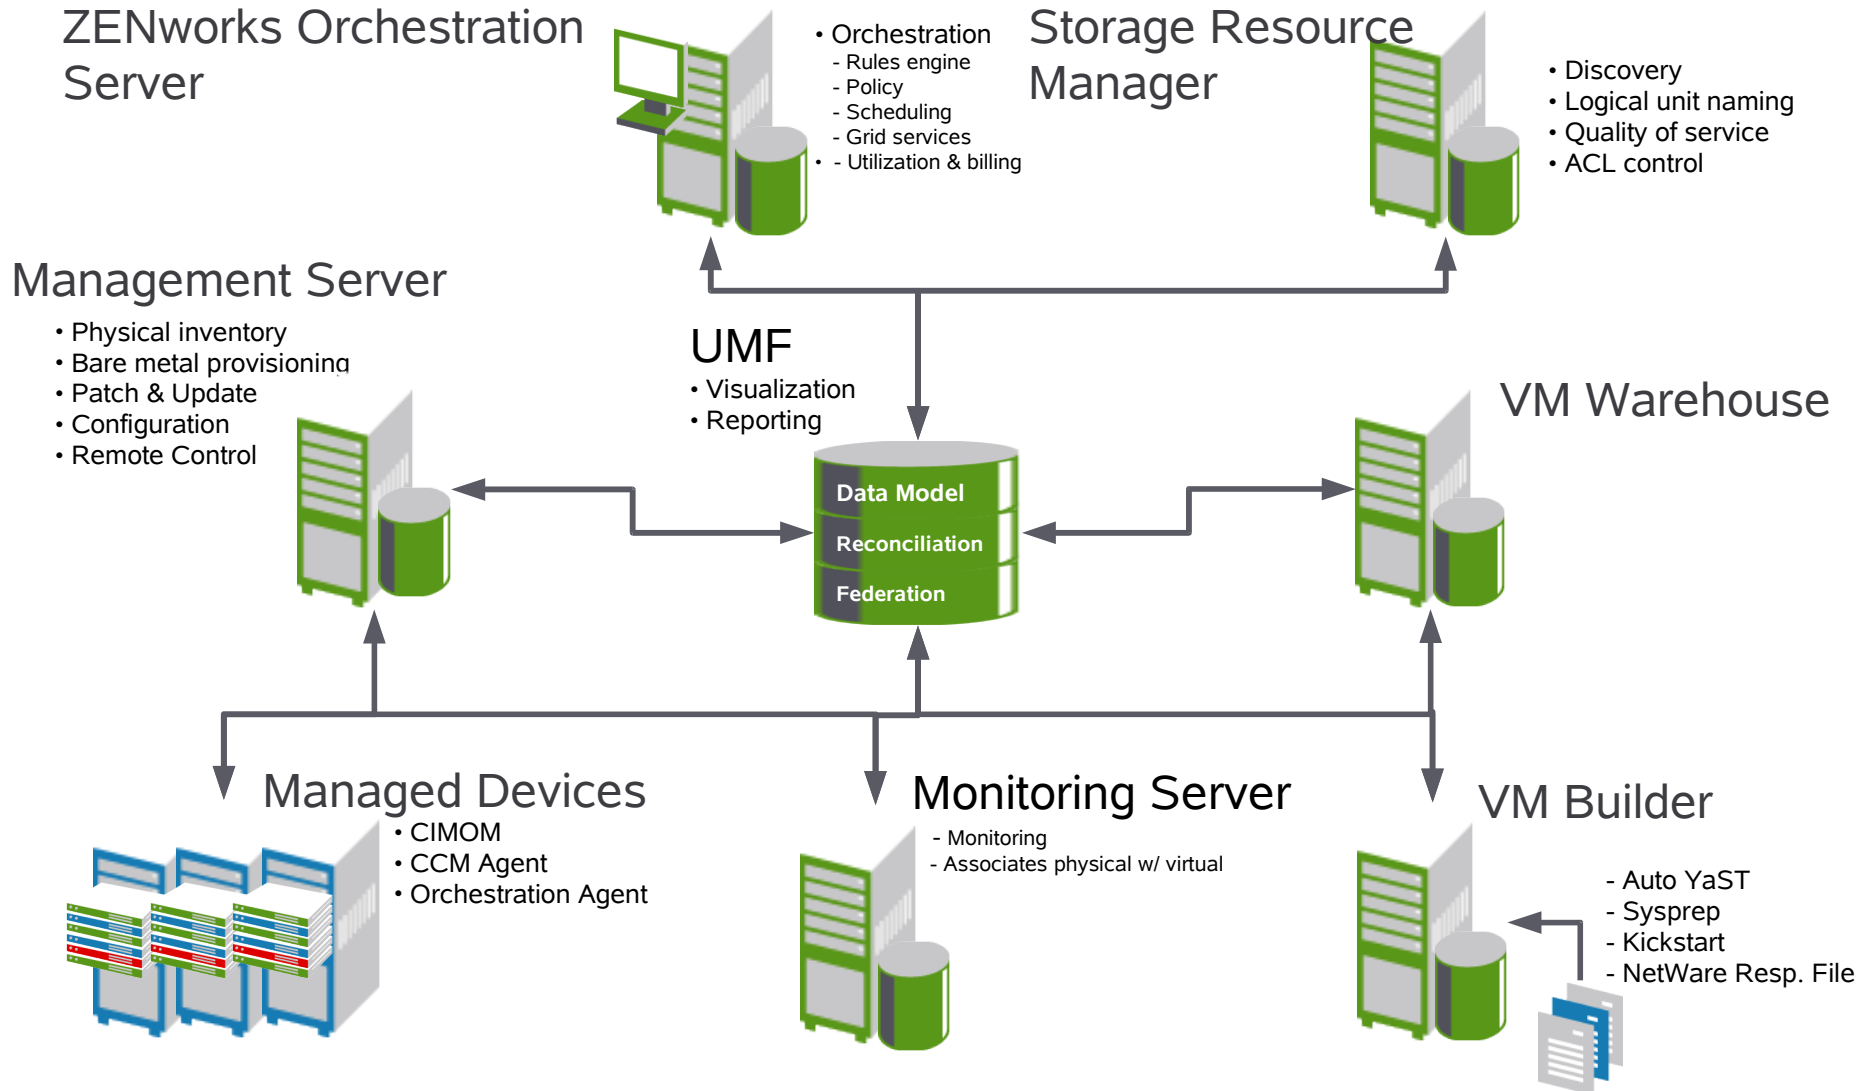 ZENworks Orchestration
Server
• Orchestration
- Rules engine
- Policy
- Scheduling
- Grid services
• - Utilization & billing
Storage Resource
Manager
• Discovery
• Logical unit naming
• Quality of service
• ACL control
Management Server
• Physical inventory
• Bare metal provisioning
• Patch & Update
• Configuration
• Remote Control
UMF
• Visualization
• Reporting
Data Model
Reconciliation
Federation
VM Warehouse
Managed Devices
• CIMOM
• CCM Agent
• Orchestration Agent
Monitoring Server
- Monitoring
- Associates physical w/ virtual
VM Builder
- Auto YaST
- Sysprep
- Kickstart
- NetWare Resp. File